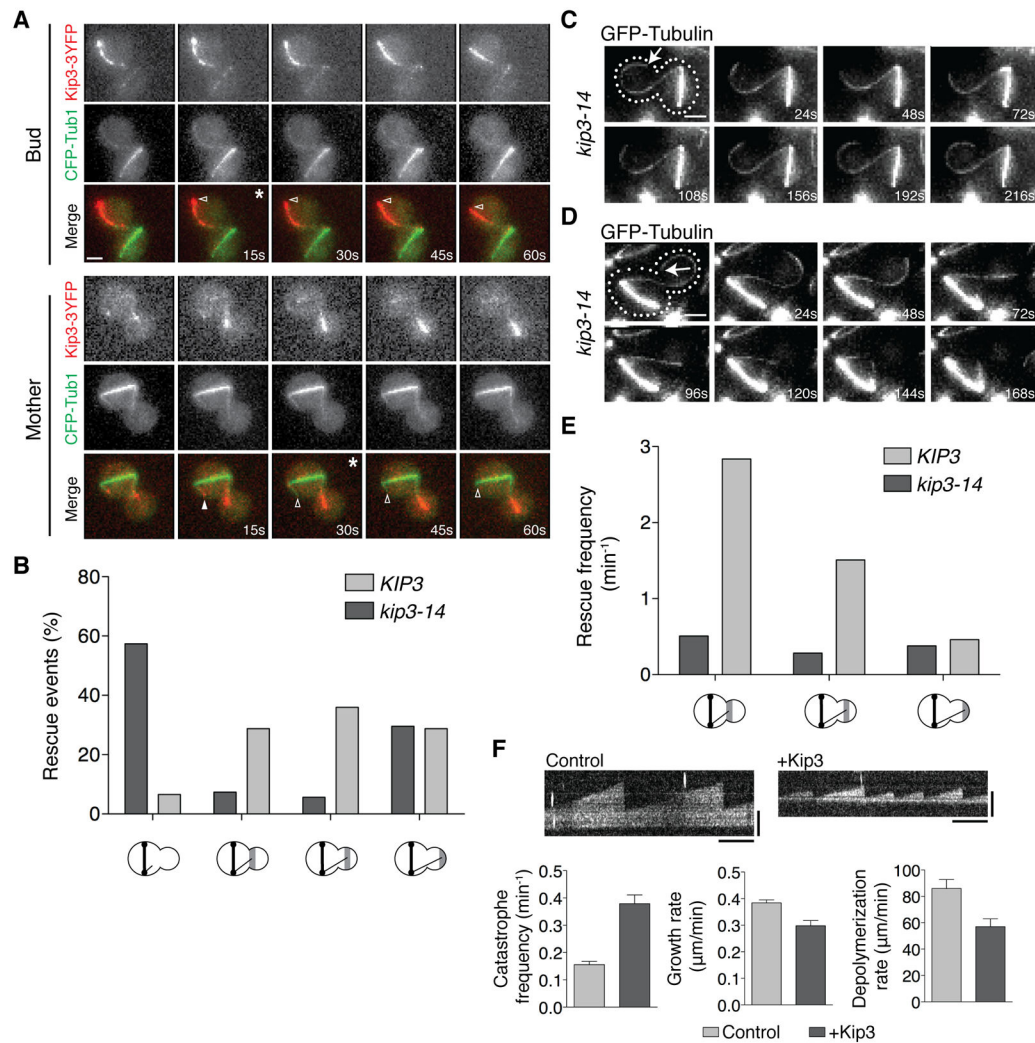 A
Bud
Kip3-3YFP
CFP-Tub1
Merge
*
15s
30s
45s
60s
Mother
Kip3-3YFP
CFP-Tub1
Merge
*
15s
30s
45s
60s
B
Rescue events (%)
80
60
40
20
0
KIP3
kip3-14
C
GFP-Tubulin
kip3-14
24s
48s
72s
108s
156s
192s
216s
D
GFP-Tubulin
kip3-14
24s
48s
72s
96s
120s
144s
168s
E
Rescue frequency
(min⁻¹)
3
2
1
0
KIP3
kip3-14
F
Control
+Kip3
Catastrophe
frequency (min⁻¹)
0.5
0.4
0.3
0.2
0.1
0
Growth rate
(µm/min)
0.5
0.4
0.3
0.2
0.1
0.4
Depolymerization
rate (µm/min)
100
80
60
40
20
0
Control
+Kip3